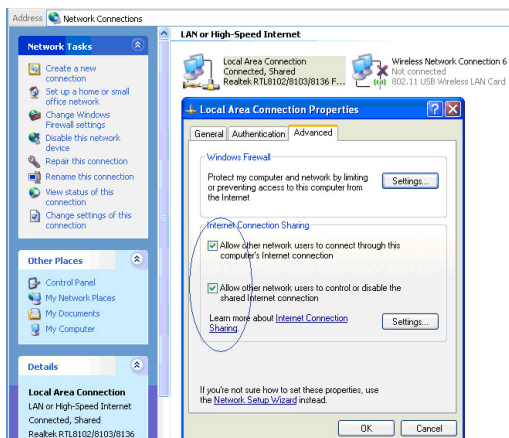 Address Network Connections
Network Tasks
Create a new
connection
Set up a home or small
office network
Change Windows
Firewall settings
Disable this network
device
Repair this connection
Rename this connection
View status of this
connection
Change settings of this
connection
Other Places
Control Panel
My Network Places
My Documents
My Computer
Details
Local Area Connection
LAN or High-Speed Internet
Connected, Shared
Realtek RTL8102/8103/8136
LAN or High-Speed Internet
Local Area Connection
Connected, Shared
Realtek RTL8102/8103/8136 F...
Wireless Network Connection 6
Not connected
802.11 USB Wireless LAN Card
Local Area Connection Properties
General Authentication Advanced
Windows Firewall
Protect my computer and network by limiting
or preventing access to this computer from
the Internet
Settings...
Internet Connection Sharing
Allow other network users to connect through this
computer's Internet connection
Allow other network users to control or disable the
shared Internet connection
Learn more about Internet Connection
Sharing.
Settings...
If you're not sure how to set these properties, use
the Network Setup Wizard instead.
OK Cancel